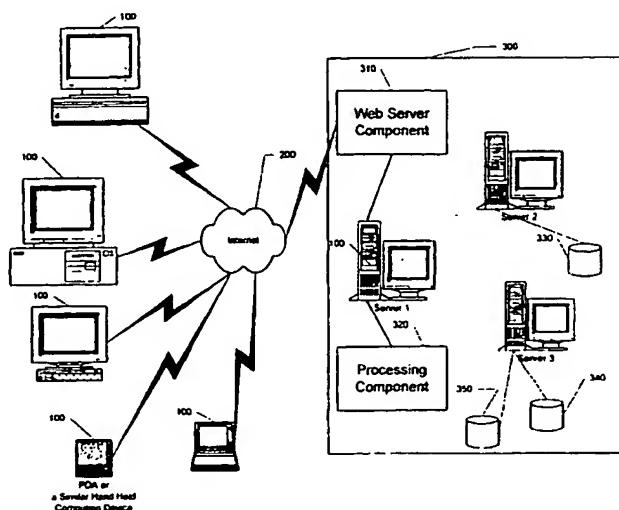 100
300
310
Web Server
Component
100
200
Internet
Server 2
330
100
100
Server 1
320
Server 3
Processing
Component
350
340
100
100
PDA or
a Similar Hand Held
Computing Device